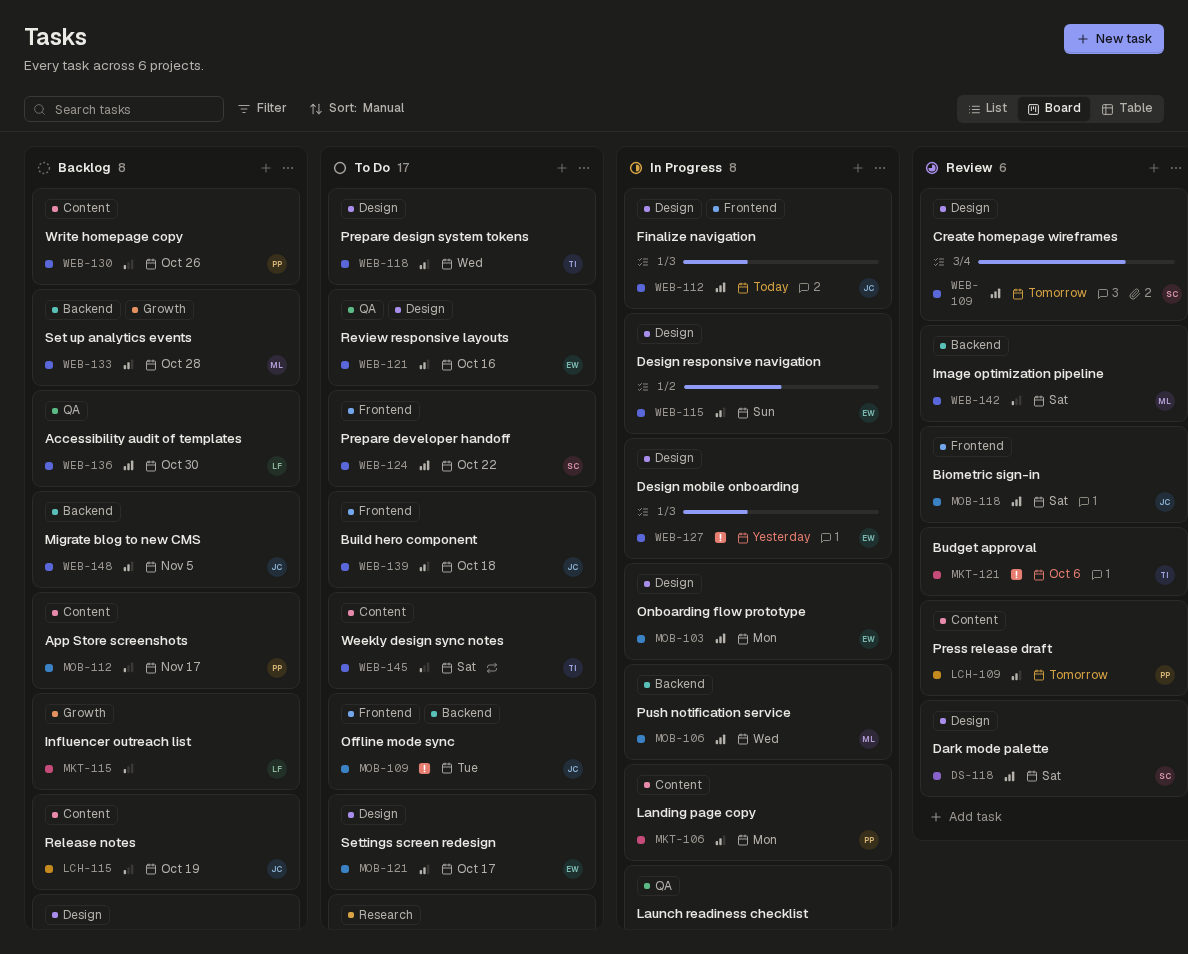 Tasks
Every task across 6 projects.
New task
Search tasks
Filter
Sort: Manual
List
Board
Table
Backlog 8
Content
Write homepage copy
WEB-130 Oct 26 PP
Backend Growth
Set up analytics events
WEB-133 Oct 28 ML
QA
Accessibility audit of templates
WEB-136 Oct 30 LF
Backend
Migrate blog to new CMS
WEB-148 Nov 5 JC
Content
App Store screenshots
MOB-112 Nov 17 PP
Growth
Influencer outreach list
MKT-115 LF
Content
Release notes
LCH-115 Oct 19 JC
Design
To Do 17
Design
Prepare design system tokens
WEB-118 Wed TI
QA Design
Review responsive layouts
WEB-121 Oct 16 EW
Frontend
Prepare developer handoff
WEB-124 Oct 22 SC
Frontend
Build hero component
WEB-139 Oct 18 JC
Content
Weekly design sync notes
WEB-145 Sat TI
Frontend Backend
Offline mode sync
MOB-109 Tue JC
Design
Settings screen redesign
MOB-121 Oct 17 EW
Research
In Progress 8
Design Frontend
Finalize navigation
1/3
WEB-112 Today 2 JC
Design
Design responsive navigation
1/2
WEB-115 Sun EW
Design
Design mobile onboarding
1/3
WEB-127 Yesterday 1 EW
Design
Onboarding flow prototype
MOB-103 Mon EW
Backend
Push notification service
MOB-106 Wed ML
Content
Landing page copy
MKT-106 Mon PP
QA
Launch readiness checklist
Review 6
Design
Create homepage wireframes
3/4
WEB-
109 Tomorrow 3 2 SC
Backend
Image optimization pipeline
WEB-142 Sat ML
Frontend
Biometric sign-in
MOB-118 Sat 1 JC
Budget approval
MKT-121 Oct 6 1 TI
Content
Press release draft
LCH-109 Tomorrow PP
Design
Dark mode palette
DS-118 Sat SC
Add task